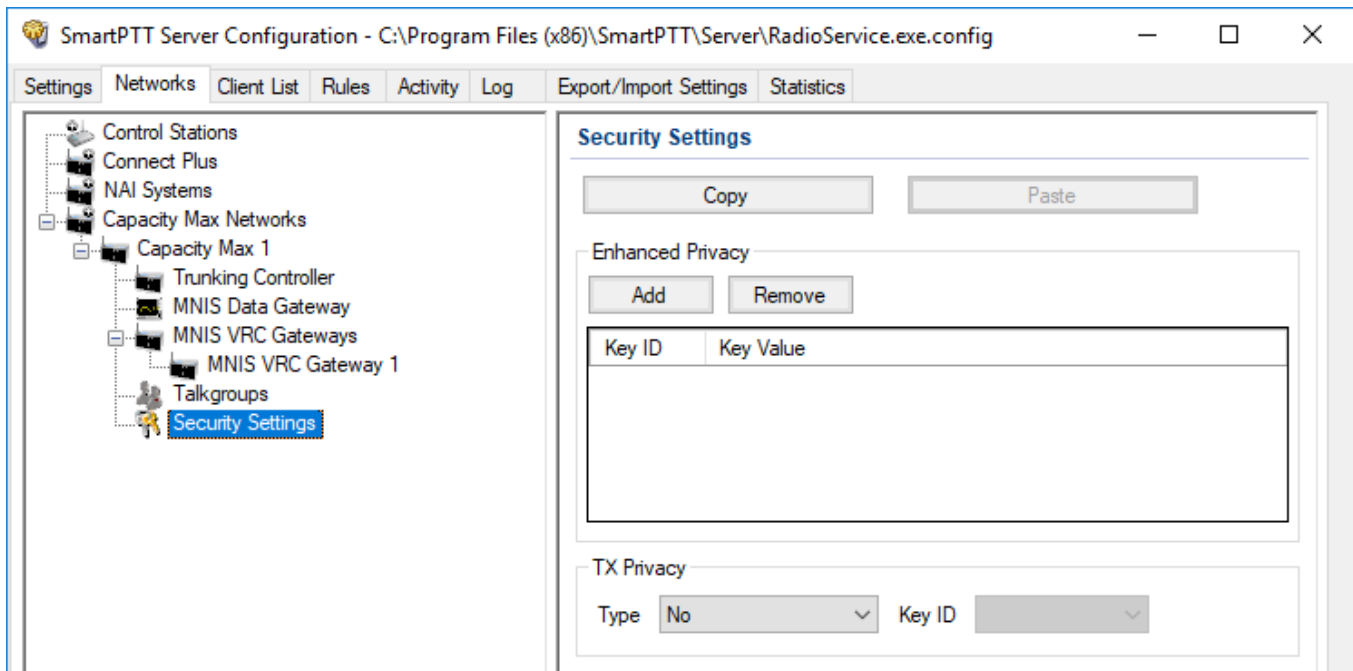 SmartPTT Server Configuration - C:\Program Files (x86)\SmartPTT\Server\RadioService.exe.config
Settings Networks Client List Rules Activity Log Export/Import Settings Statistics
Control Stations
Connect Plus
NAI Systems
Capacity Max Networks
Capacity Max 1
Trunking Controller
MNIS Data Gateway
MNIS VRC Gateways
MNIS VRC Gateway 1
Talkgroups
Security Settings
Security Settings
Copy Paste
Enhanced Privacy
Add Remove
Key ID Key Value
TX Privacy
Type No Key ID